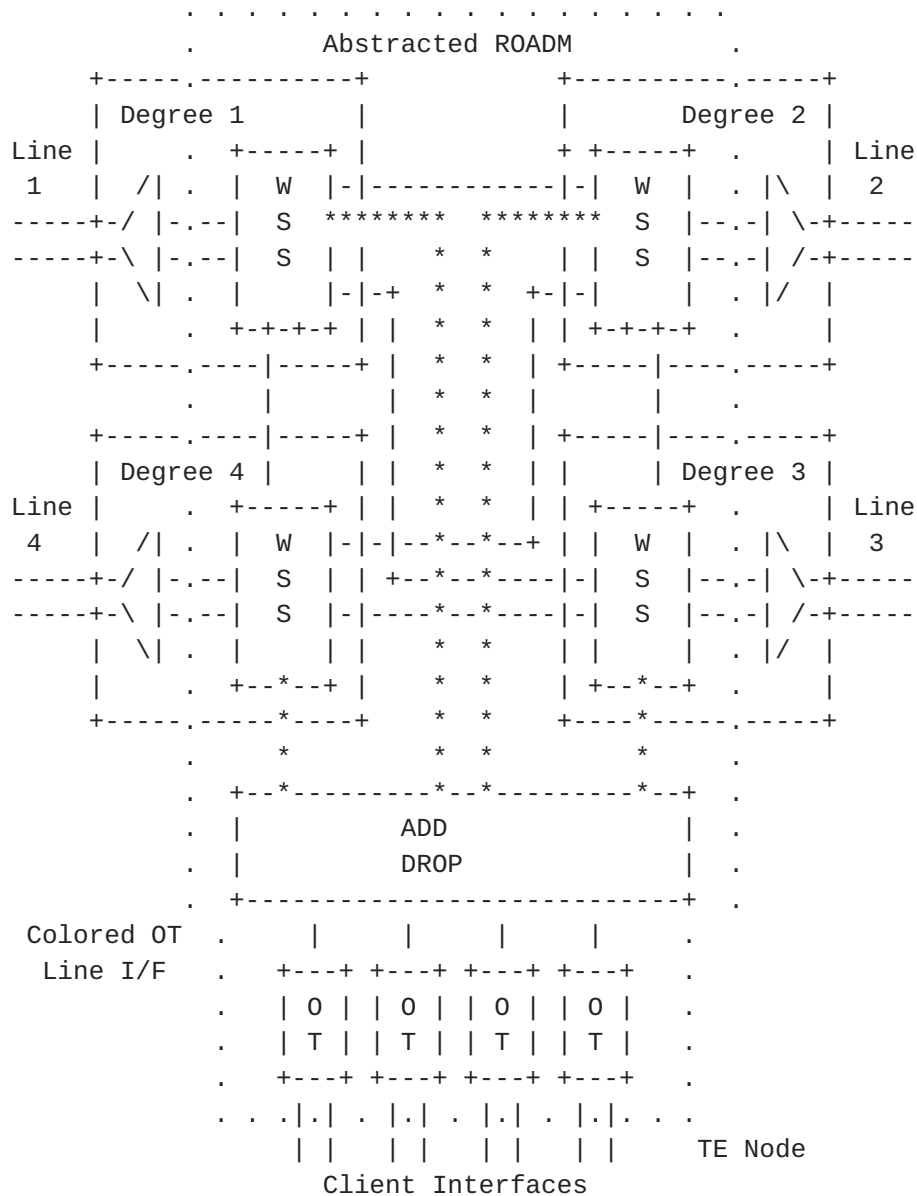 Abstracted ROADM
Degree 1 Degree 2
Line Line
1 W W 2
S S
S S
Degree 4 Degree 3
Line Line
4 W W 3
S S
S S
ADD
DROP
Colored OT
Line I/F
O O O O
T T T T
TE Node
Client Interfaces